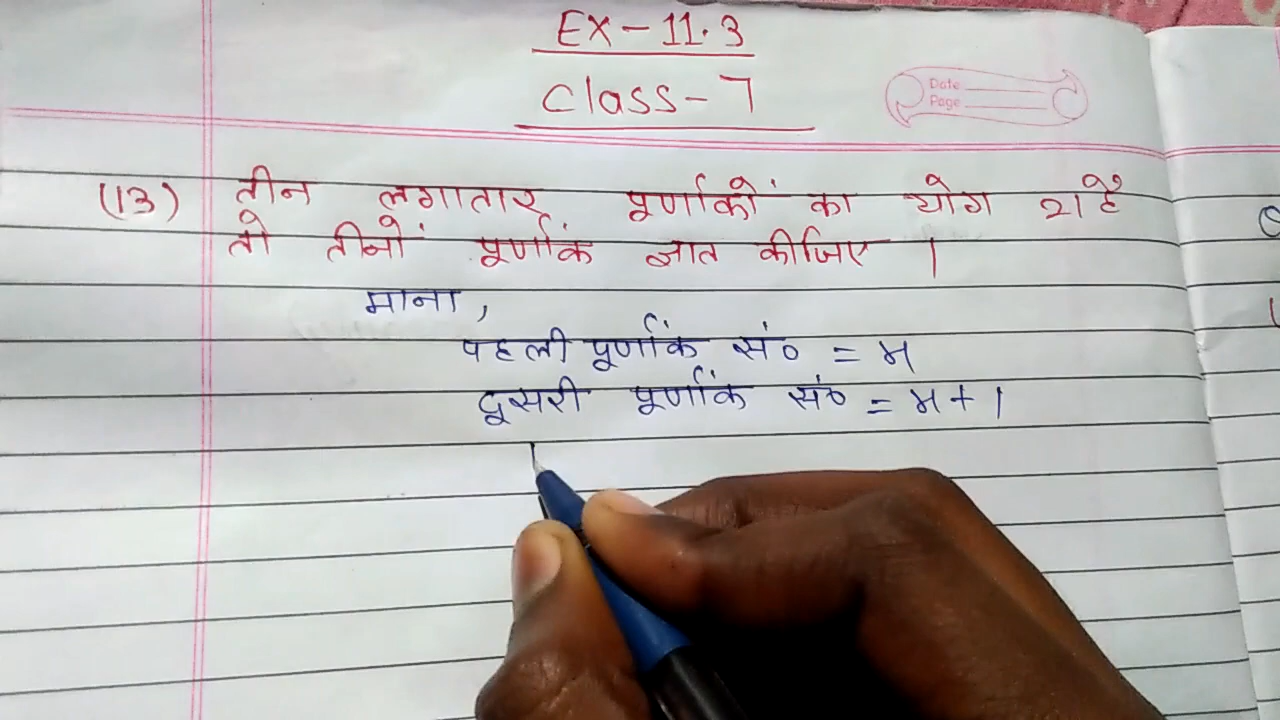 EX-11.3
Class-7
Date
Page
(13) तीन लगातार पूर्णाकों का योग 21 है
तो तीनों पूर्णांक ज्ञात कीजिए ।
माना,
पहली पूर्णांक सं० = x
दूसरी पूर्णांक सं० = x + 1